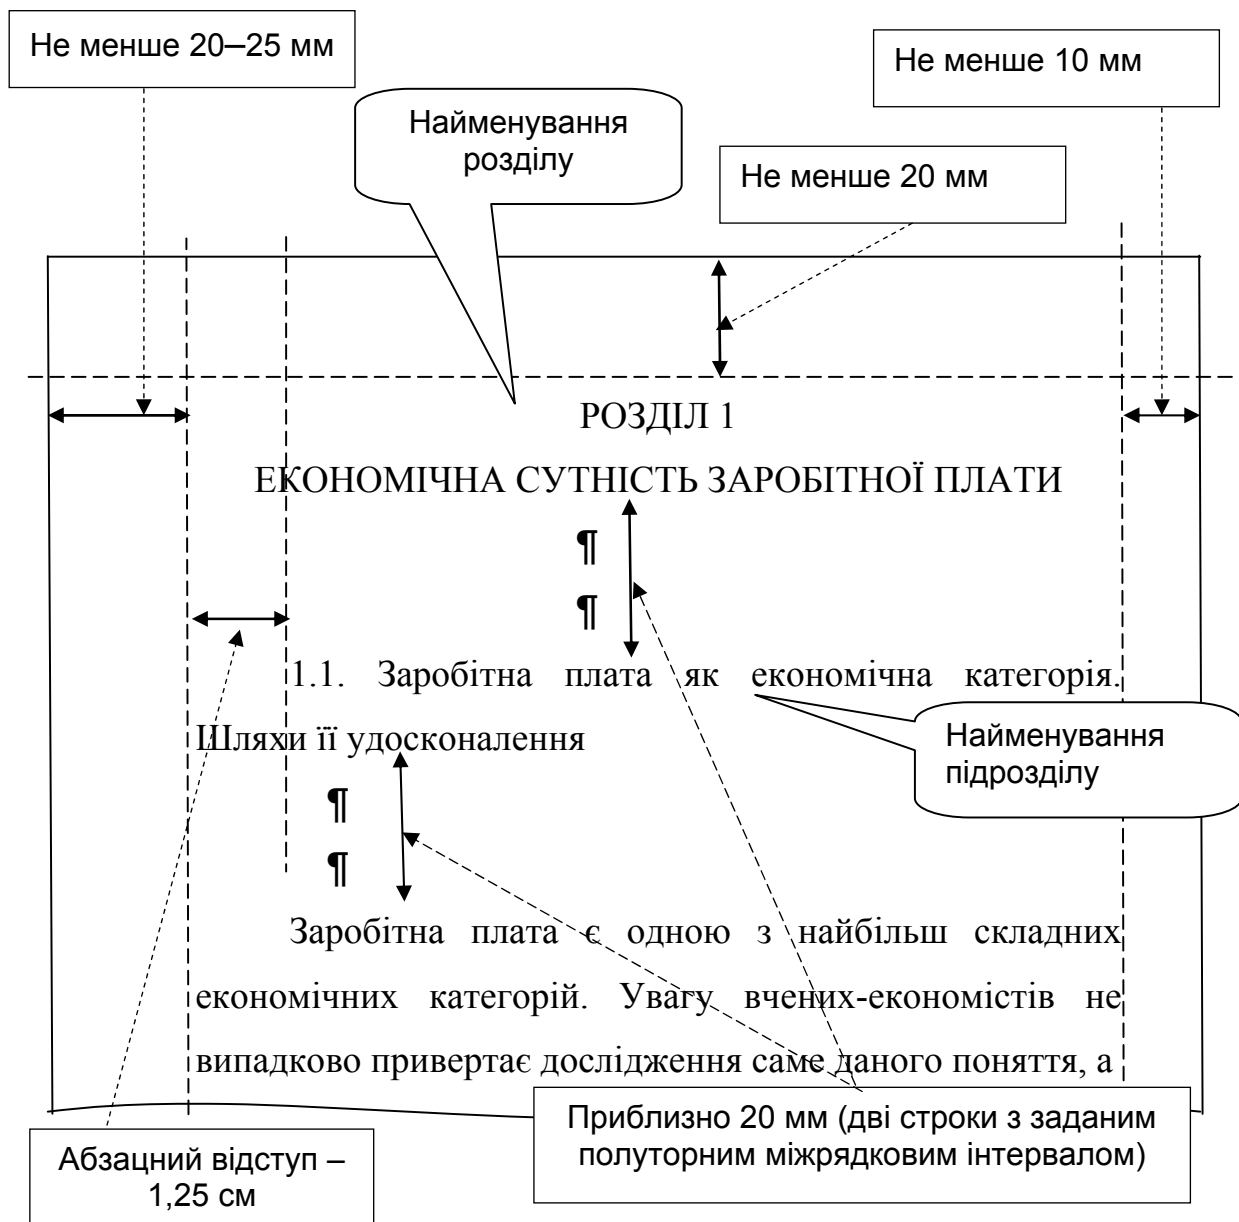 Не менше 20–25 мм
Не менше 10 мм
Найменування
розділу
Не менше 20 мм
РОЗДІЛ 1
ЕКОНОМІЧНА СУТНІСТЬ ЗАРОБІТНОЇ ПЛАТИ
¶
¶
1.1. Заробітна плата як економічна категорія.
Шляхи її удосконалення
Найменування
підрозділу
¶
¶
Заробітна плата є одною з найбільш складних
економічних категорій. Увагу вчених-економістів не
випадково привертає дослідження саме даного поняття, а
Приблизно 20 мм (дві строки з заданим
полуторним міжрядковим інтервалом)
Абзацний відступ –
1,25 см